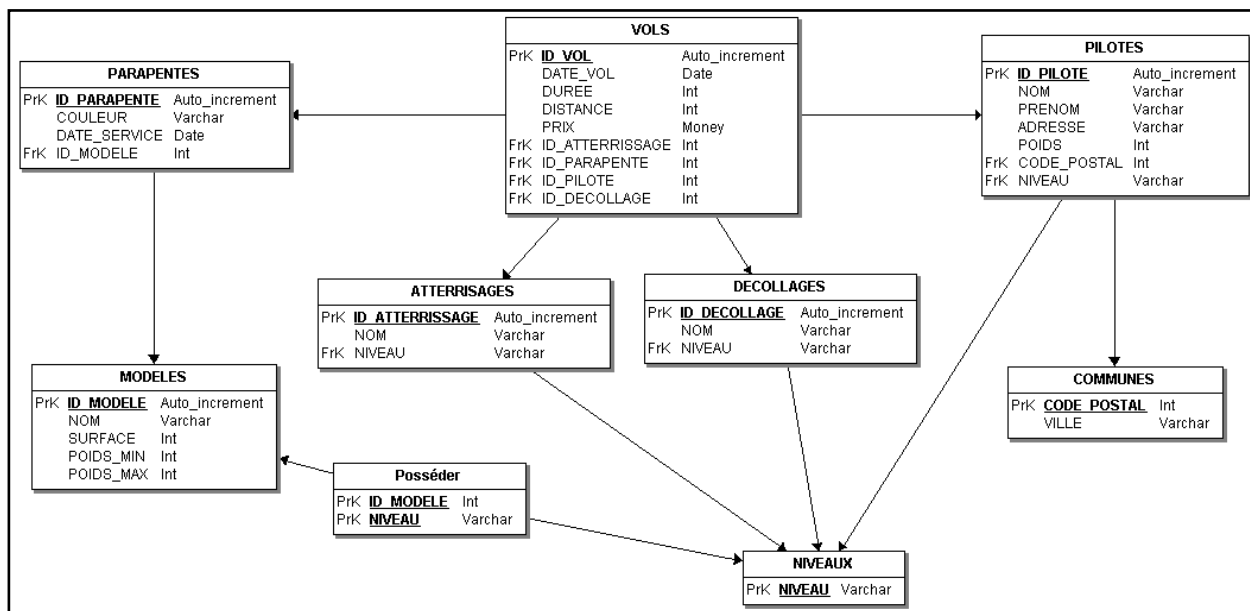 VOLS
PrK ID_VOL Auto_increment
DATE_VOL Date
DUREE Int
DISTANCE Int
PRIX Money
FrK ID_ATTERRISSAGE Int
FrK ID_PARAPENTE Int
FrK ID_PILOTE Int
FrK ID_DECOLLAGE Int
PILOTES
PrK ID_PILOTE Auto_increment
NOM Varchar
PRENOM Varchar
ADRESSE Varchar
POIDS Int
FrK CODE_POSTAL Int
FrK NIVEAU Varchar
PARAPENTES
PrK ID_PARAPENTE Auto_increment
COULEUR Varchar
DATE_SERVICE Date
FrK ID_MODELE Int
ATTERRISAGES
PrK ID_ATTERRISSAGE Auto_increment
NOM Varchar
FrK NIVEAU Varchar
DECOLLAGES
PrK ID_DECOLLAGE Auto_increment
NOM Varchar
FrK NIVEAU Varchar
MODELES
PrK ID_MODELE Auto_increment
NOM Varchar
SURFACE Int
POIDS_MIN Int
POIDS_MAX Int
COMMUNES
PrK CODE_POSTAL Int
VILLE Varchar
Posséder
PrK ID_MODELE Int
PrK NIVEAU Varchar
NIVEAUX
PrK NIVEAU Varchar